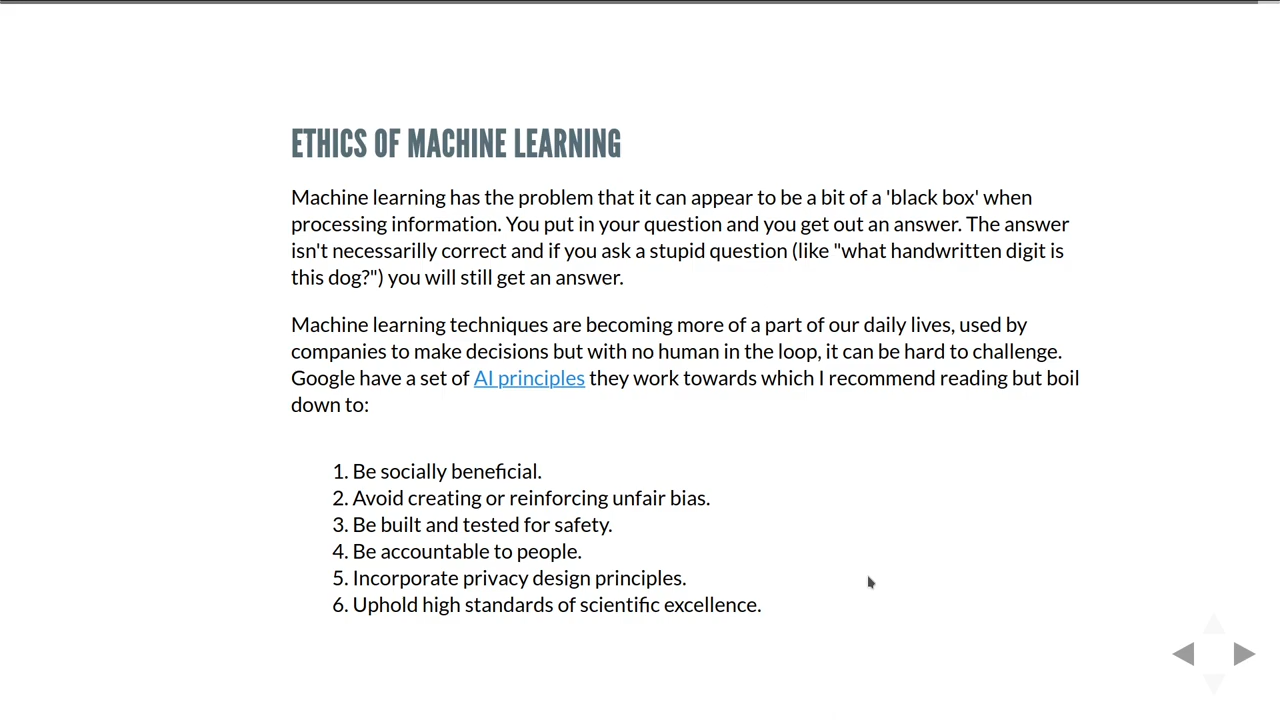 ETHICS OF MACHINE LEARNING
Machine learning has the problem that it can appear to be a bit of a 'black box' when
processing information. You put in your question and you get out an answer. The answer
isn't necessarilly correct and if you ask a stupid question (like "what handwritten digit is
this dog?") you will still get an answer.
Machine learning techniques are becoming more of a part of our daily lives, used by
companies to make decisions but with no human in the loop, it can be hard to challenge.
Google have a set of AI principles they work towards which I recommend reading but boil
down to:
1. Be socially beneficial.
2. Avoid creating or reinforcing unfair bias.
3. Be built and tested for safety.
4. Be accountable to people.
5. Incorporate privacy design principles.
6. Uphold high standards of scientific excellence.